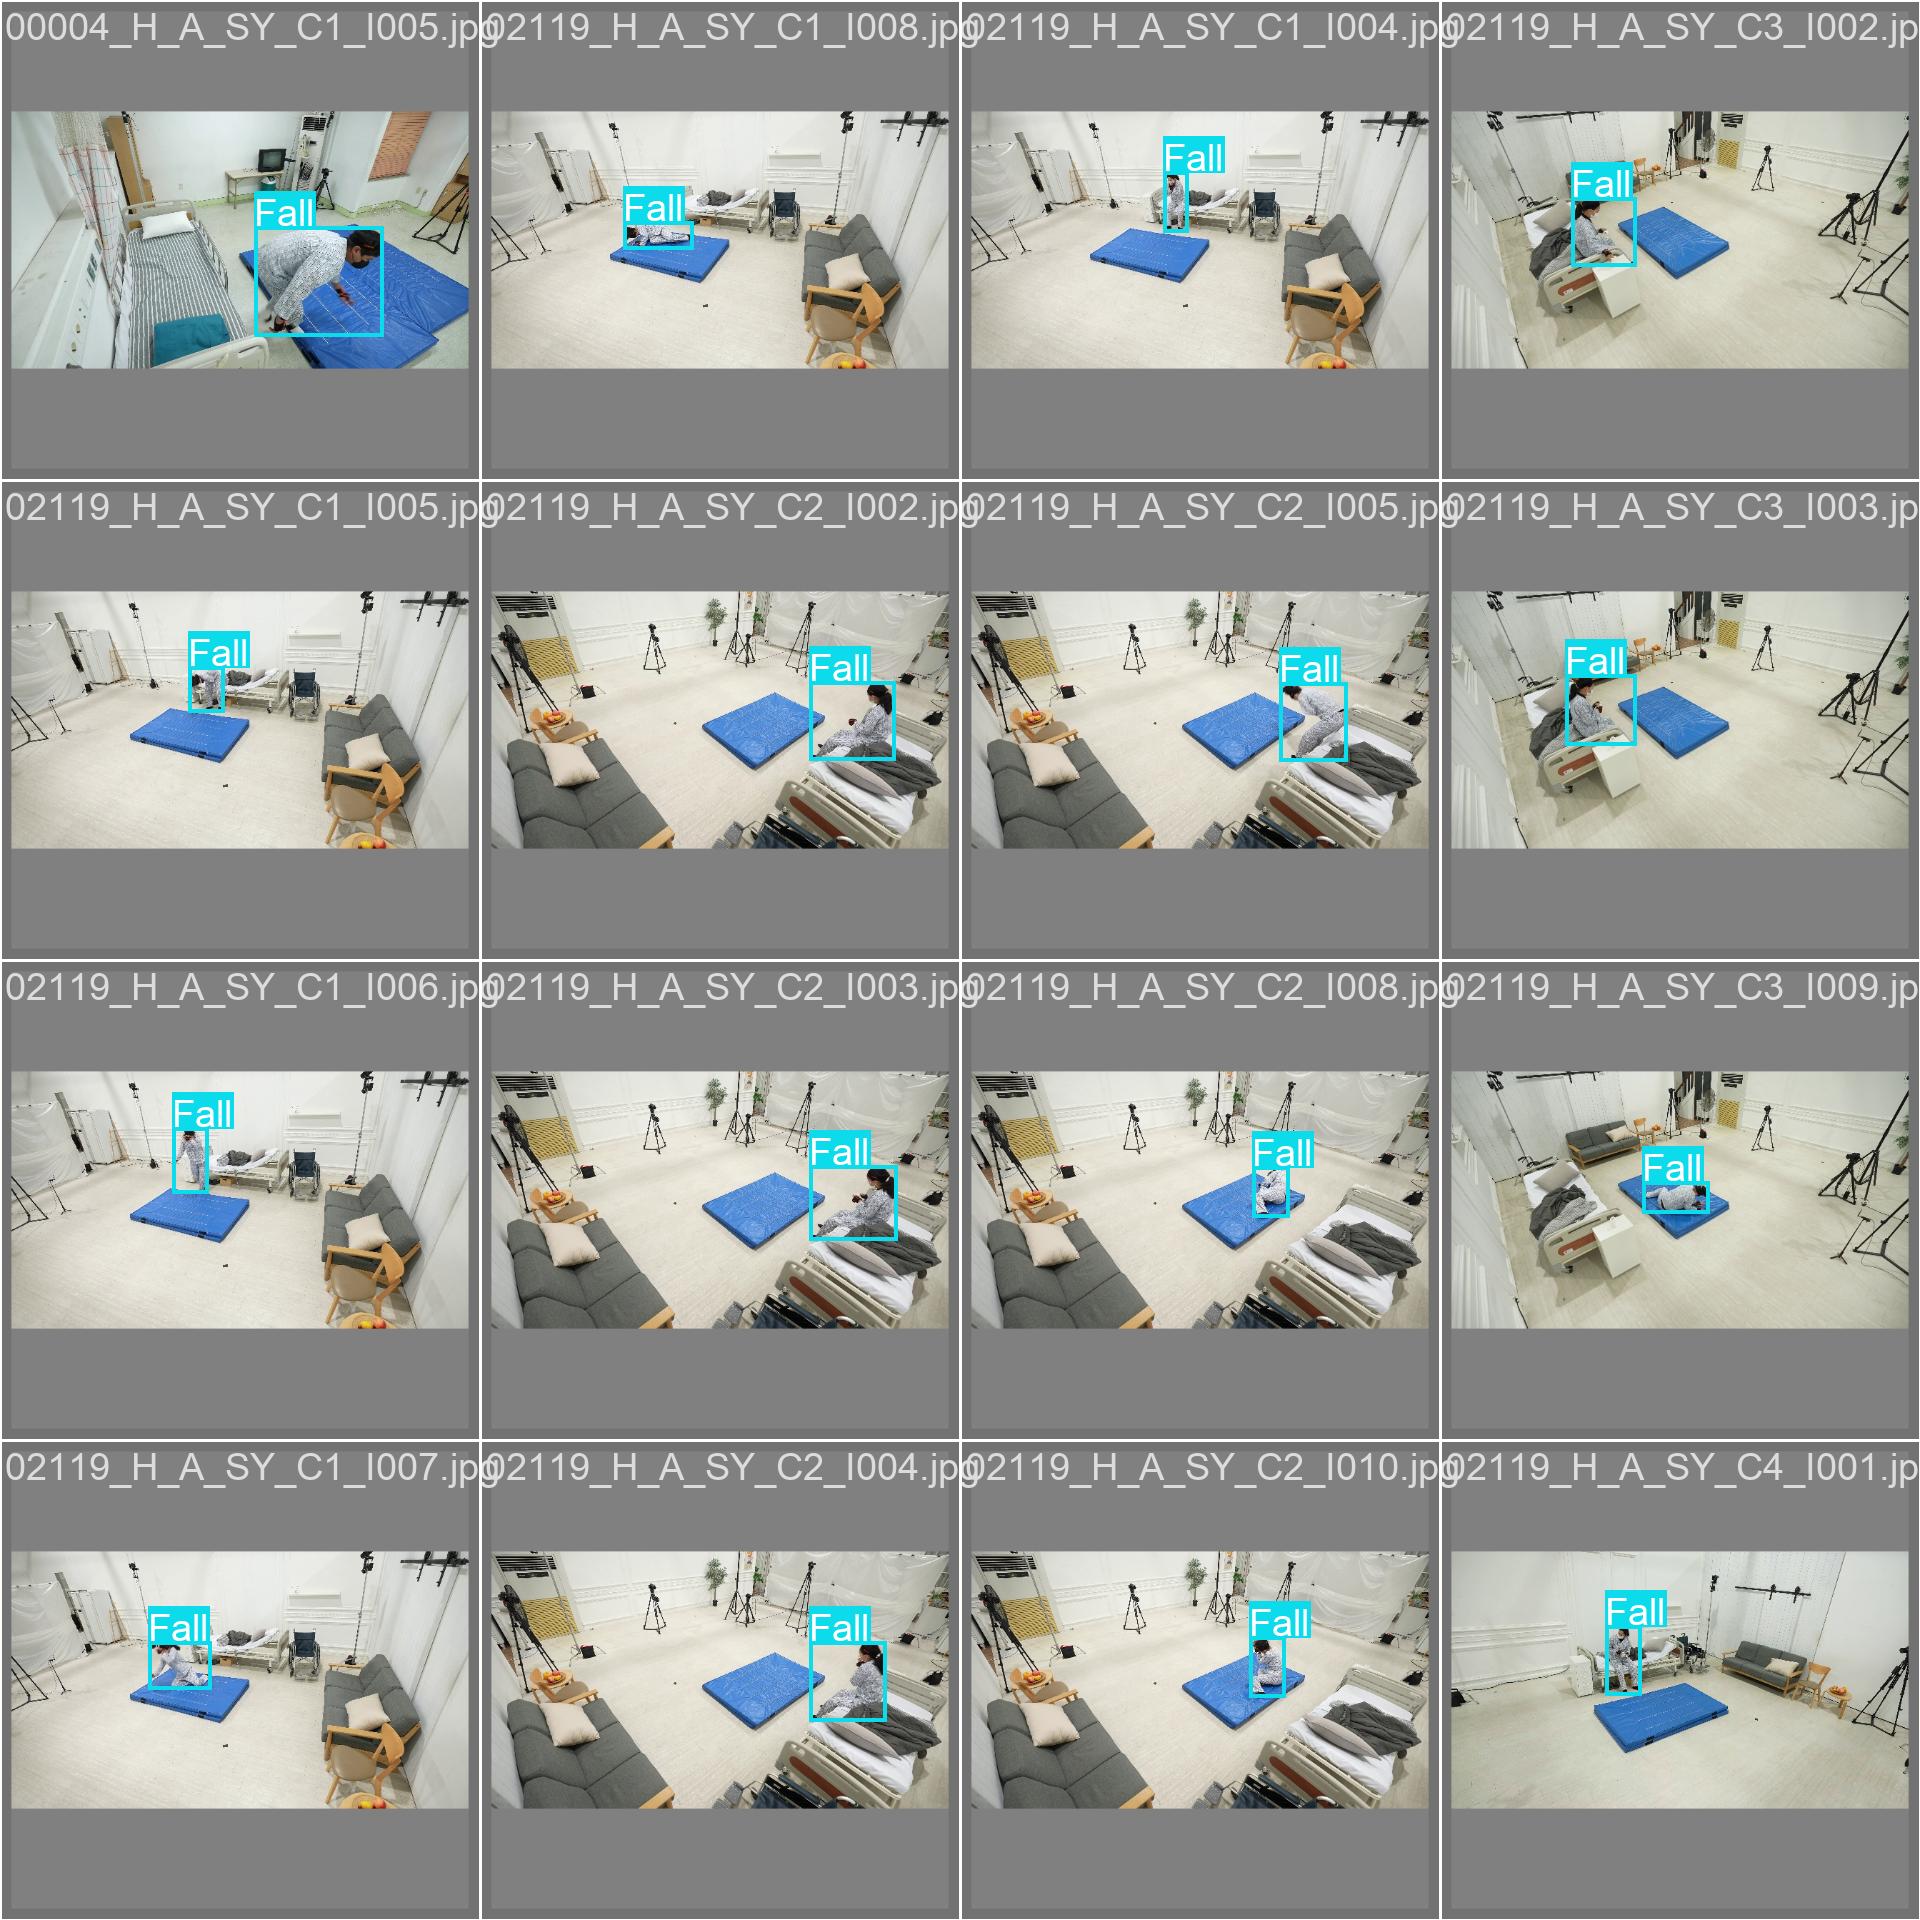 00004_H_A_SY_C1_I005.jpg
02119_H_A_SY_C1_I008.jpg
02119_H_A_SY_C1_I004.jpg
02119_H_A_SY_C3_I002.jp
Fall
Fall
Fall
Fall
02119_H_A_SY_C1_I005.jpg
02119_H_A_SY_C2_I002.jpg
02119_H_A_SY_C2_I005.jpg
02119_H_A_SY_C3_I003.jp
Fall
Fall
Fall
Fall
02119_H_A_SY_C1_I006.jpg
02119_H_A_SY_C2_I003.jpg
02119_H_A_SY_C2_I008.jpg
02119_H_A_SY_C3_I009.jp
Fall
Fall
Fall
Fall
02119_H_A_SY_C1_I007.jpg
02119_H_A_SY_C2_I004.jpg
02119_H_A_SY_C2_I010.jpg
02119_H_A_SY_C4_I001.jp
Fall
Fall
Fall
Fall